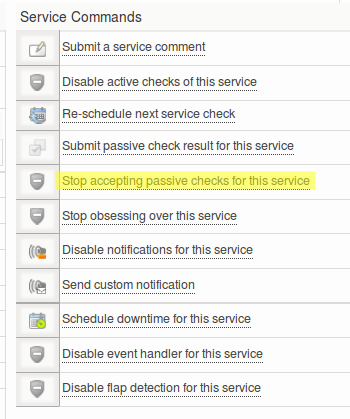 Service Commands
Submit a service comment
Disable active checks of this service
Re-schedule next service check
Submit passive check result for this service
Stop accepting passive checks for this service
Stop obsessing over this service
Disable notifications for this service
Send custom notification
Schedule downtime for this service
Disable event handler for this service
Disable flap detection for this service